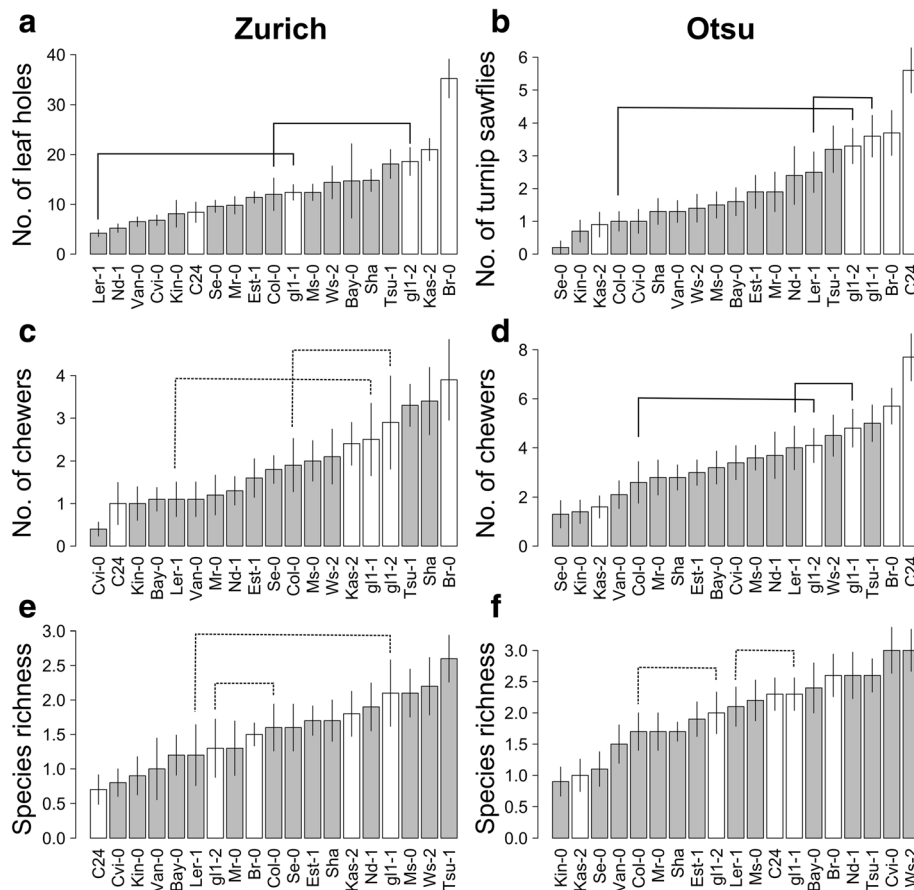 a Zurich
No. of leaf holes
40
30
20
10
0
Ler-1 Nd-1 Van-0 Cvi-0 Kin-0 C24 Se-0 Mr-0 Est-1 Col-0 gl1-1 Ms-0 Ws-2 Bay-0 Sha Tsu-1 gl1-2 Kas-2 Br-0
b Otsu
No. of turnip sawflies
6
5
4
3
2
1
0
Se-0 Kin-0 Kas-2 Col-0 Cvi-0 Sha Van-0 Ws-2 Ms-0 Bay-0 Est-1 Mr-0 Nd-1 Ler-1 Tsu-1 gl1-2 gl1-1 Br-0 C24
c
No. of chewers
4
3
2
1
0
Cvi-0 C24 Kin-0 Bay-0 Ler-1 Van-0 Mr-0 Nd-1 Est-1 Se-0 Col-0 Ms-0 Ws-2 Kas-2 gl1-1 gl1-2 Tsu-1 Sha Br-0
d
No. of chewers
8
6
4
2
0
Se-0 Kin-0 Kas-2 Van-0 Col-0 Mr-0 Sha Est-1 Bay-0 Cvi-0 Ms-0 Nd-1 Ler-1 gl1-2 Br-0 gl1-1 Ws-2 Tsu-1 Br-0 C24
e
Species richness
3.0
2.5
2.0
1.5
1.0
0.5
0.0
C24 Cvi-0 Kin-0 Van-0 Bay-0 Ler-1 gl1-2 Mr-0 Br-0 Col-0 Se-0 Est-1 Sha Kas-2 Nd-1 gl1-1 Ms-0 Ws-2 Tsu-1
f
Species richness
3.0
2.5
2.0
1.5
1.0
0.5
0.0
Kin-0 Kas-2 Se-0 Van-0 Col-0 Mr-0 Sha Est-1 gl1-2 Ler-1 Ms-0 C24 gl1-1 Bay-0 Br-0 Nd-1 Tsu-1 Cvi-0 Ws-2